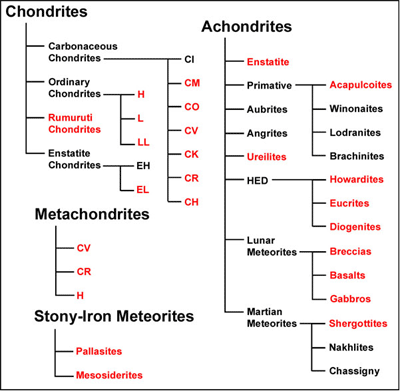 Chondrites
Carbonaceous
Chondrites
CI
CM
CO
CV
CK
CR
CH
Ordinary
Chondrites
H
L
LL
Rumuruti
Chondrites
Enstatite
Chondrites
EH
EL
Metachondrites
CV
CR
H
Stony-Iron Meteorites
Pallasites
Mesosiderites
Achondrites
Enstatite
Primative
Acapulcoites
Winonaites
Lodranites
Brachinites
Aubrites
Angrites
Ureilites
HED
Howardites
Eucrites
Diogenites
Lunar
Meteorites
Breccias
Basalts
Gabbros
Martian
Meteorites
Shergottites
Nakhlites
Chassigny